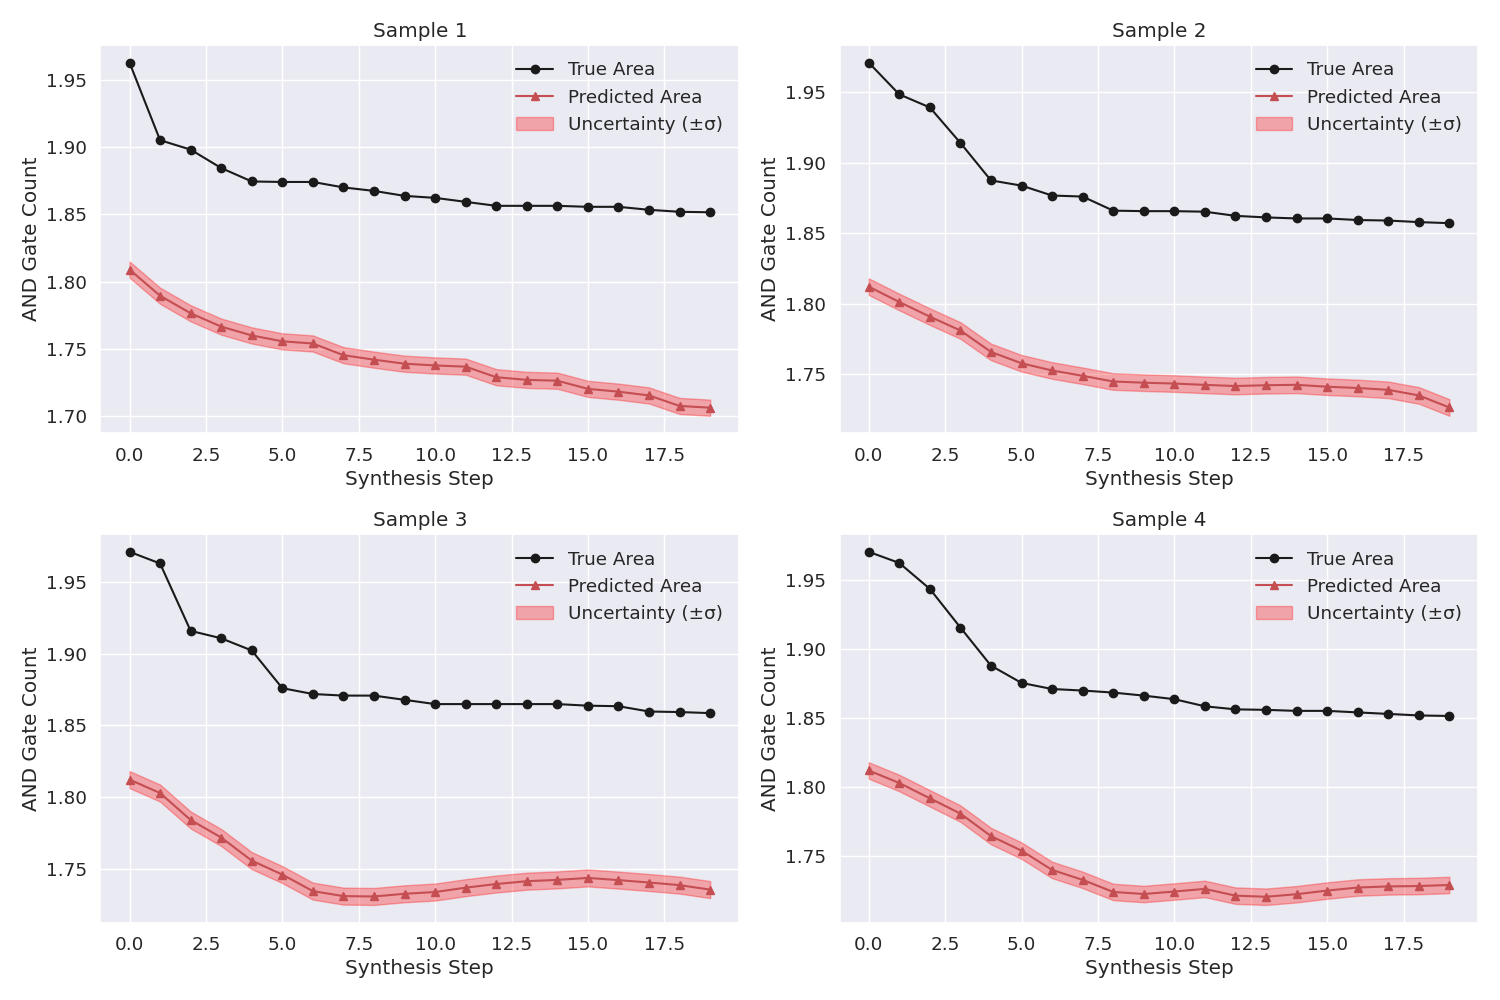 Sample 1
AND Gate Count
1.95
1.90
1.85
1.80
1.75
1.70
True Area
Predicted Area
Uncertainty (±σ)
0.0 2.5 5.0 7.5 10.0 12.5 15.0 17.5
Synthesis Step
Sample 2
AND Gate Count
1.95
1.90
1.85
1.80
1.75
True Area
Predicted Area
Uncertainty (±σ)
0.0 2.5 5.0 7.5 10.0 12.5 15.0 17.5
Synthesis Step
Sample 3
AND Gate Count
1.95
1.90
1.85
1.80
1.75
True Area
Predicted Area
Uncertainty (±σ)
0.0 2.5 5.0 7.5 10.0 12.5 15.0 17.5
Synthesis Step
Sample 4
AND Gate Count
1.95
1.90
1.85
1.80
1.75
True Area
Predicted Area
Uncertainty (±σ)
0.0 2.5 5.0 7.5 10.0 12.5 15.0 17.5
Synthesis Step